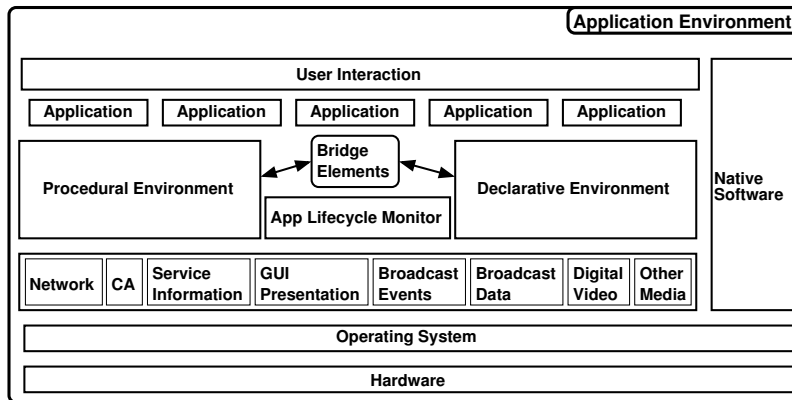 Application Environment
User Interaction
Application Application Application Application Application
Bridge
Elements
Procedural Environment
Declarative Environment
Native
Software
App Lifecycle Monitor
Network
CA
Service
Information
GUI
Presentation
Broadcast
Events
Broadcast
Data
Digital
Video
Other
Media
Operating System
Hardware